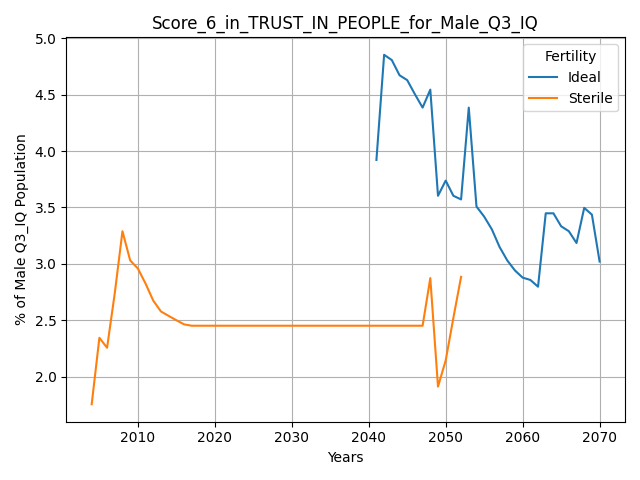 Score_6_in_TRUST_IN_PEOPLE_for_Male_Q3_IQ
% of Male Q3_IQ Population
5.0
4.5
4.0
3.5
3.0
2.5
2.0
Fertility
Ideal
Sterile
2010 2020 2030 2040 2050 2060 2070
Years